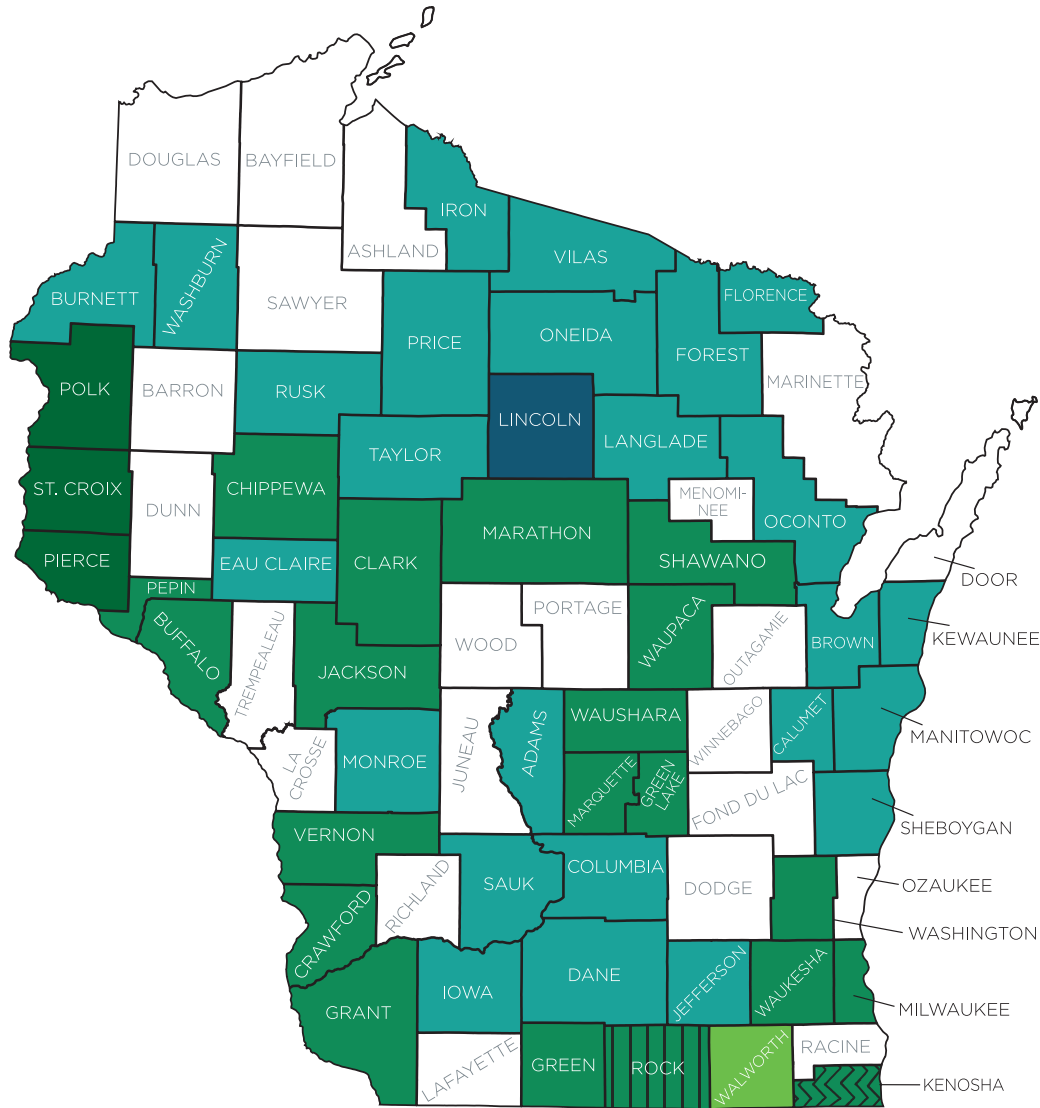 DOUGLAS
BAYFIELD
IRON
ASHLAND
VILAS
WASHBURN
BURNETT
SAWYER
FLORENCE
ONEIDA
PRICE
FOREST
POLK
BARRON
RUSK
MARINETTE
LINCOLN
LANGLADE
TAYLOR
ST. CROIX
CHIPPEWA
MENOMI-
NEE
DUNN
OCONTO
MARATHON
PIERCE
EAU CLAIRE
CLARK
SHAWANO
DOOR
PEPIN
PORTAGE
BUFFALO
WAUPACA
KEWAUNEE
WOOD
BROWN
OUTAGAMIE
TREMPEALEAU
JACKSON
WAUSHARA
WINNEBAGO
CALUMET
MANITOWOC
ADAMS
JUNEAU
LA
CROSSE
MONROE
MARQUETTE
GREEN
LAKE
FOND DU LAC
SHEBOYGAN
VERNON
COLUMBIA
SAUK
RICHLAND
DODGE
OZAUKEE
CRAWFORD
WASHINGTON
DANE
JEFFERSON
WAUKESHA
IOWA
GRANT
MILWAUKEE
LAFAYETTE
GREEN
ROCK
WALWORTH
RACINE
KENOSHA